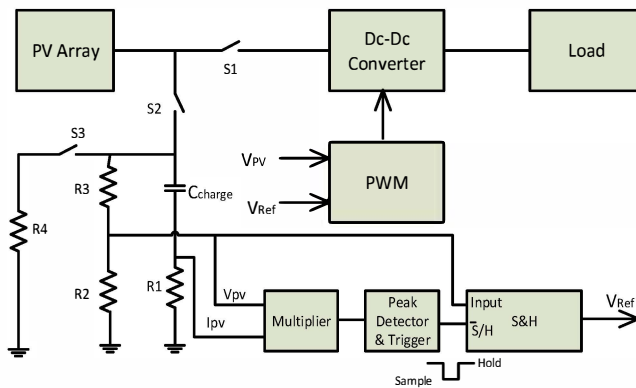 PV Array
Dc-Dc
Converter
Load
S1
S2
S3
VPV
PWM
VRef
R3
Ccharge
R4
R2
R1
Vpv
Ipv
Multiplier
Peak
Detector
& Trigger
Input
S/H
S&H
VRef
Hold
Sample